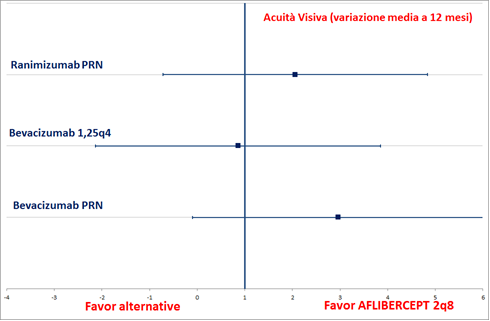 Acuità Visiva (variazione media a 12 mesi)
Ranimizumab PRN
Bevacizumab 1,25q4
Bevacizumab PRN
-4 -3 -2 -1 0 1 2 3 4 5 6
Favor alternative Favor AFLIBERCEPT 2q8